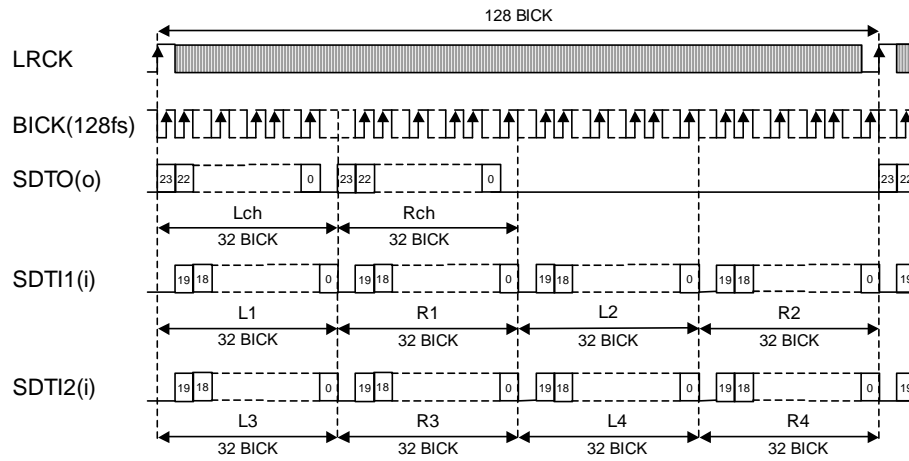 128 BICK
LRCK
BICK(128fs)
SDTO(o)
23 22 0 23 22 0 23 22
Lch Rch
32 BICK 32 BICK
SDTI1(i)
19 18 0 19 18 0 19 18 0 19 18 0 19
L1 R1 L2 R2
32 BICK 32 BICK 32 BICK 32 BICK
SDTI2(i)
19 18 0 19 18 0 19 18 0 19 18 0 19
L3 R3 L4 R4
32 BICK 32 BICK 32 BICK 32 BICK